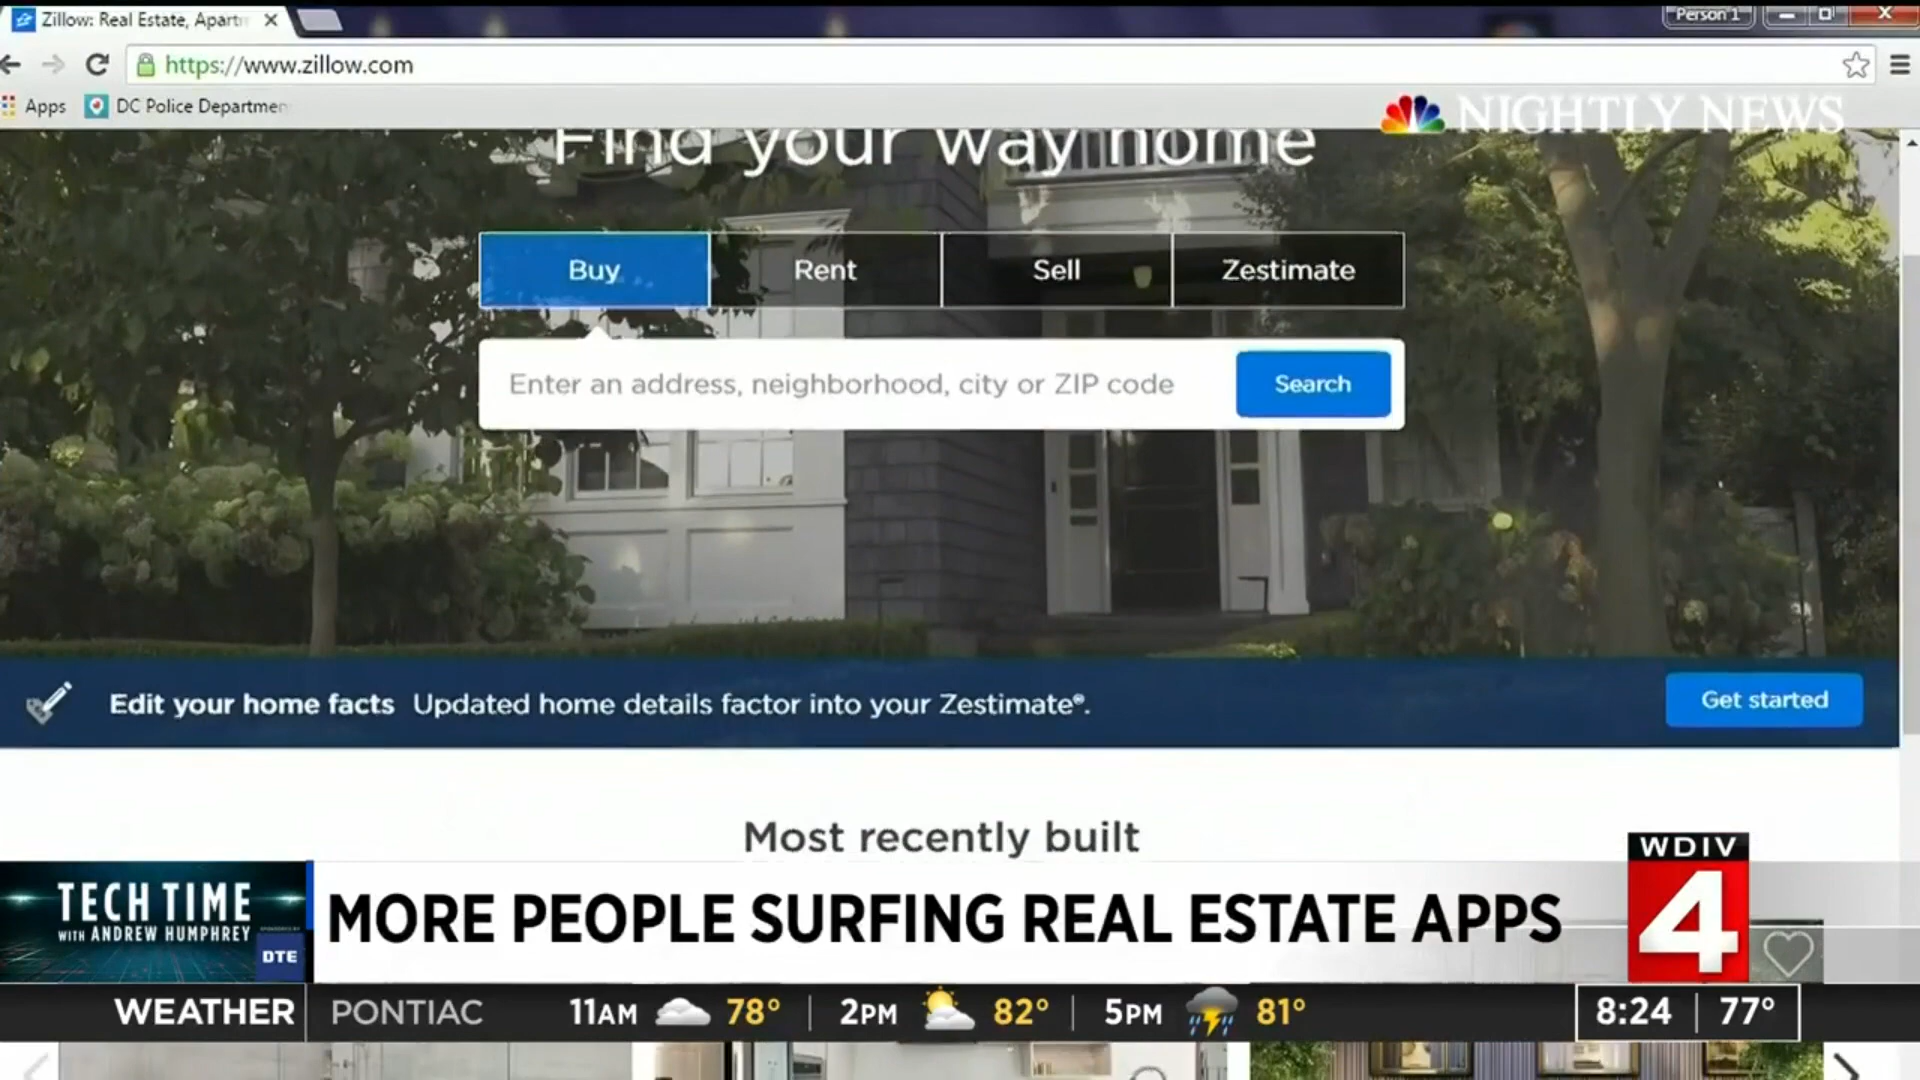 Zillow: Real Estate, Apartm
Person 1
https://www.zillow.com
Apps
DC Police Departmen
NIGHTLY NEWS
Find your way home
Buy
Rent
Sell
Zestimate
Enter an address, neighborhood, city or ZIP code
Search
Edit your home facts Updated home details factor into your Zestimate®.
Get started
Most recently built
WDIV
4
TECH TIME
WITH ANDREW HUMPHREY
SPONSORED BY
DTE
MORE PEOPLE SURFING REAL ESTATE APPS
WEATHER PONTIAC 11AM 78° 2PM 82° 5PM 81° 8:24 77°